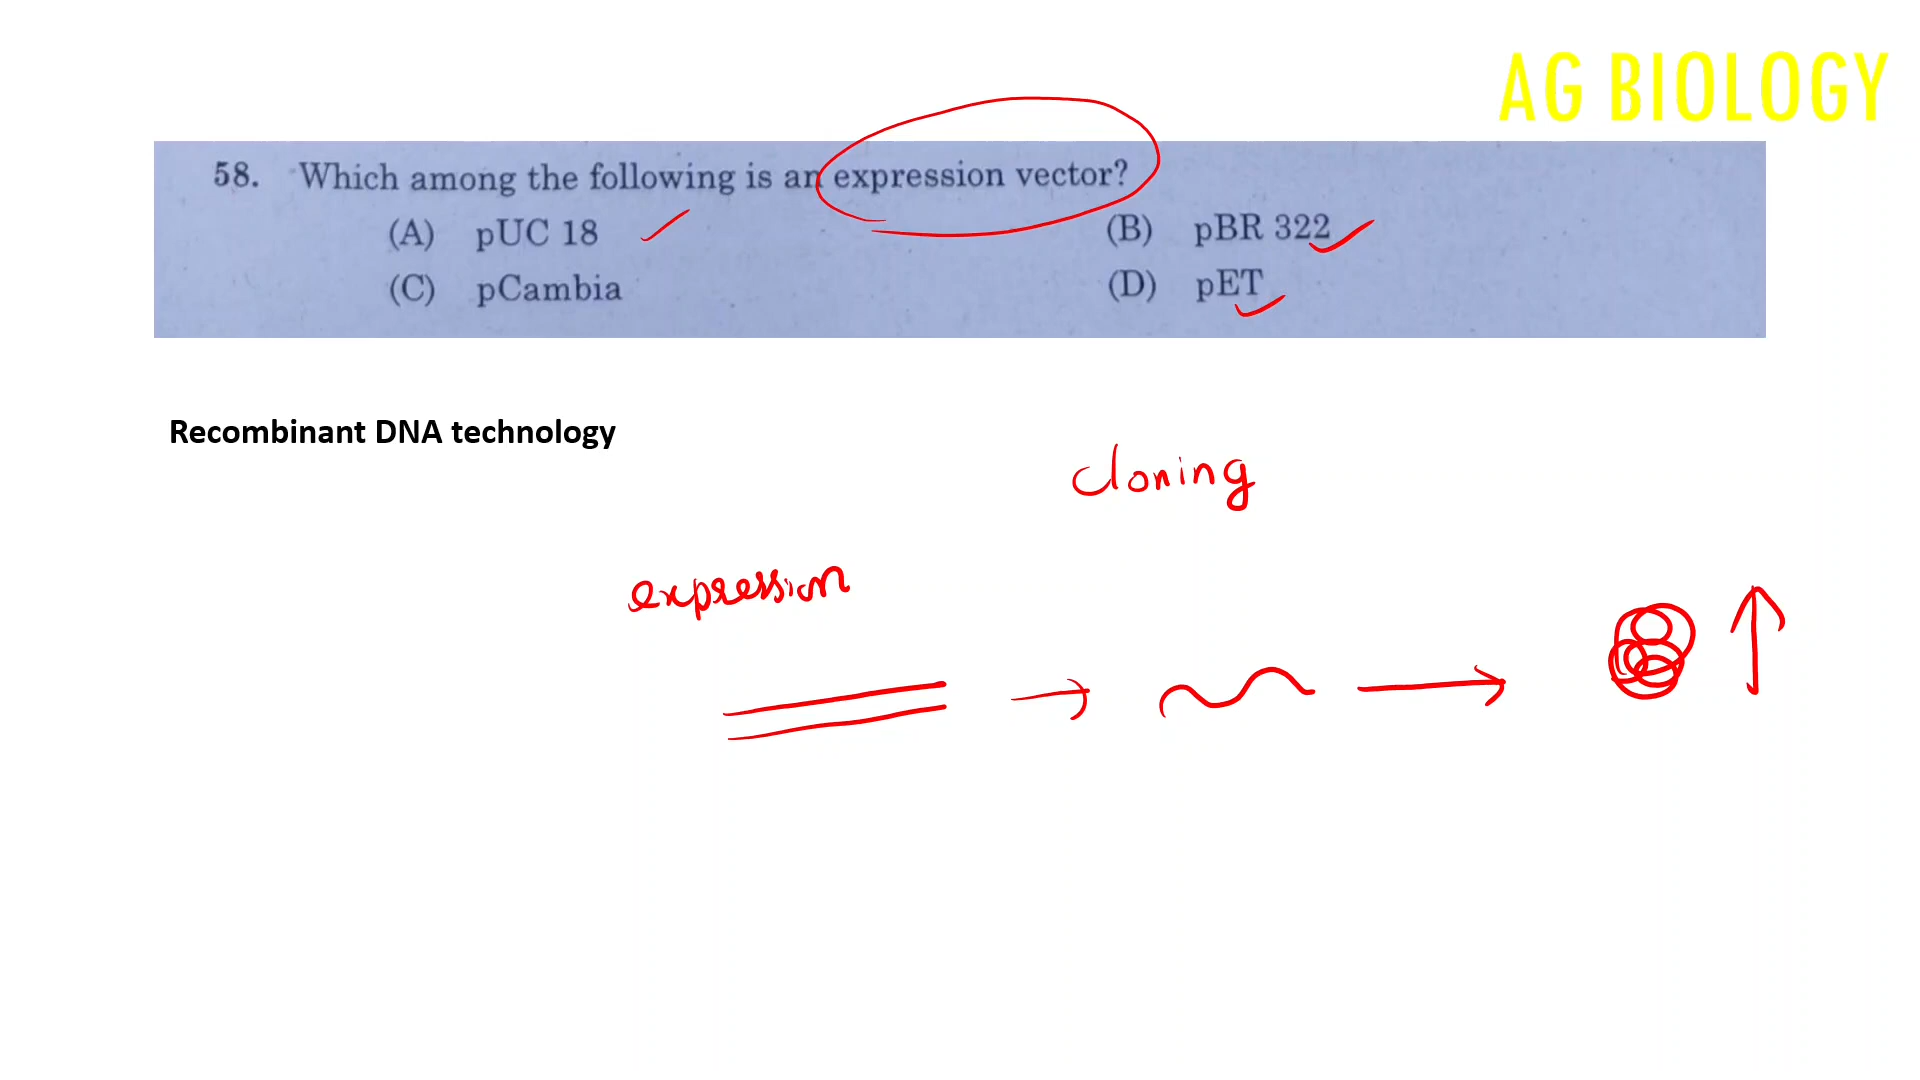 AG BIOLOGY
58. Which among the following is an expression vector?
(A) pUC 18 (B) pBR 322
(C) pCambia (D) pET
Recombinant DNA technology
cloning
expression